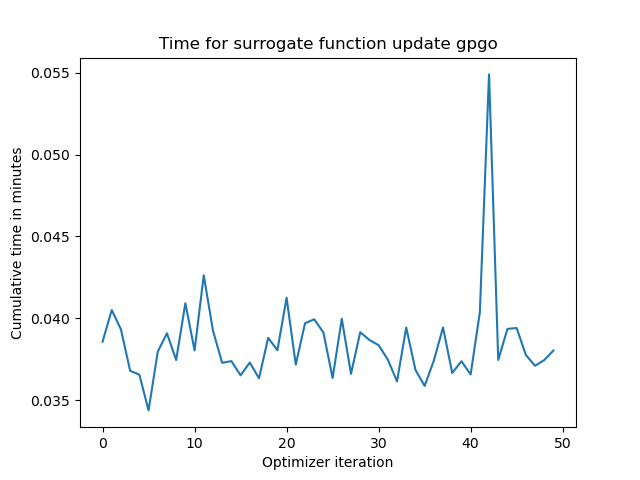 Time for surrogate function update gpgo
Cumulative time in minutes
0.055
0.050
0.045
0.040
0.035
0 10 20 30 40 50
Optimizer iteration